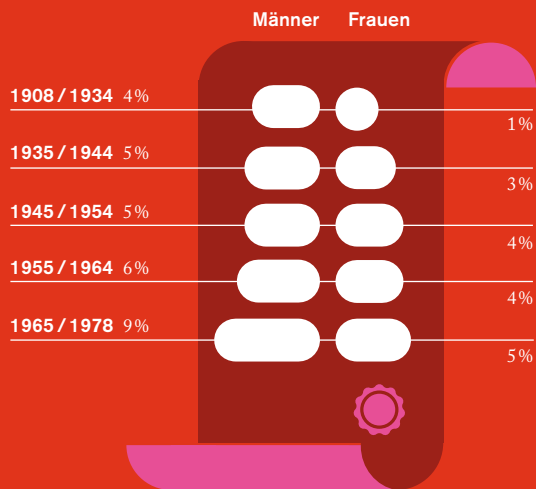 Männer Frauen
1908 / 1934 4%
1%
1935 / 1944 5%
3%
1945 / 1954 5%
4%
1955 / 1964 6%
4%
1965 / 1978 9%
5%